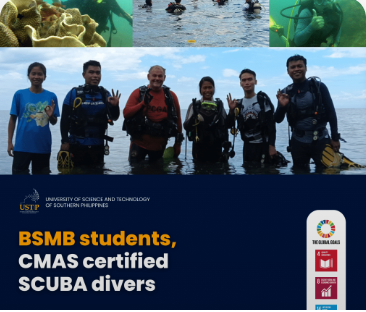 USTP
UNIVERSITY OF SCIENCE AND TECHNOLOGY
OF SOUTHERN PHILIPPINES
BSMB students,
CMAS certified
SCUBA divers
THE GLOBAL GOALS